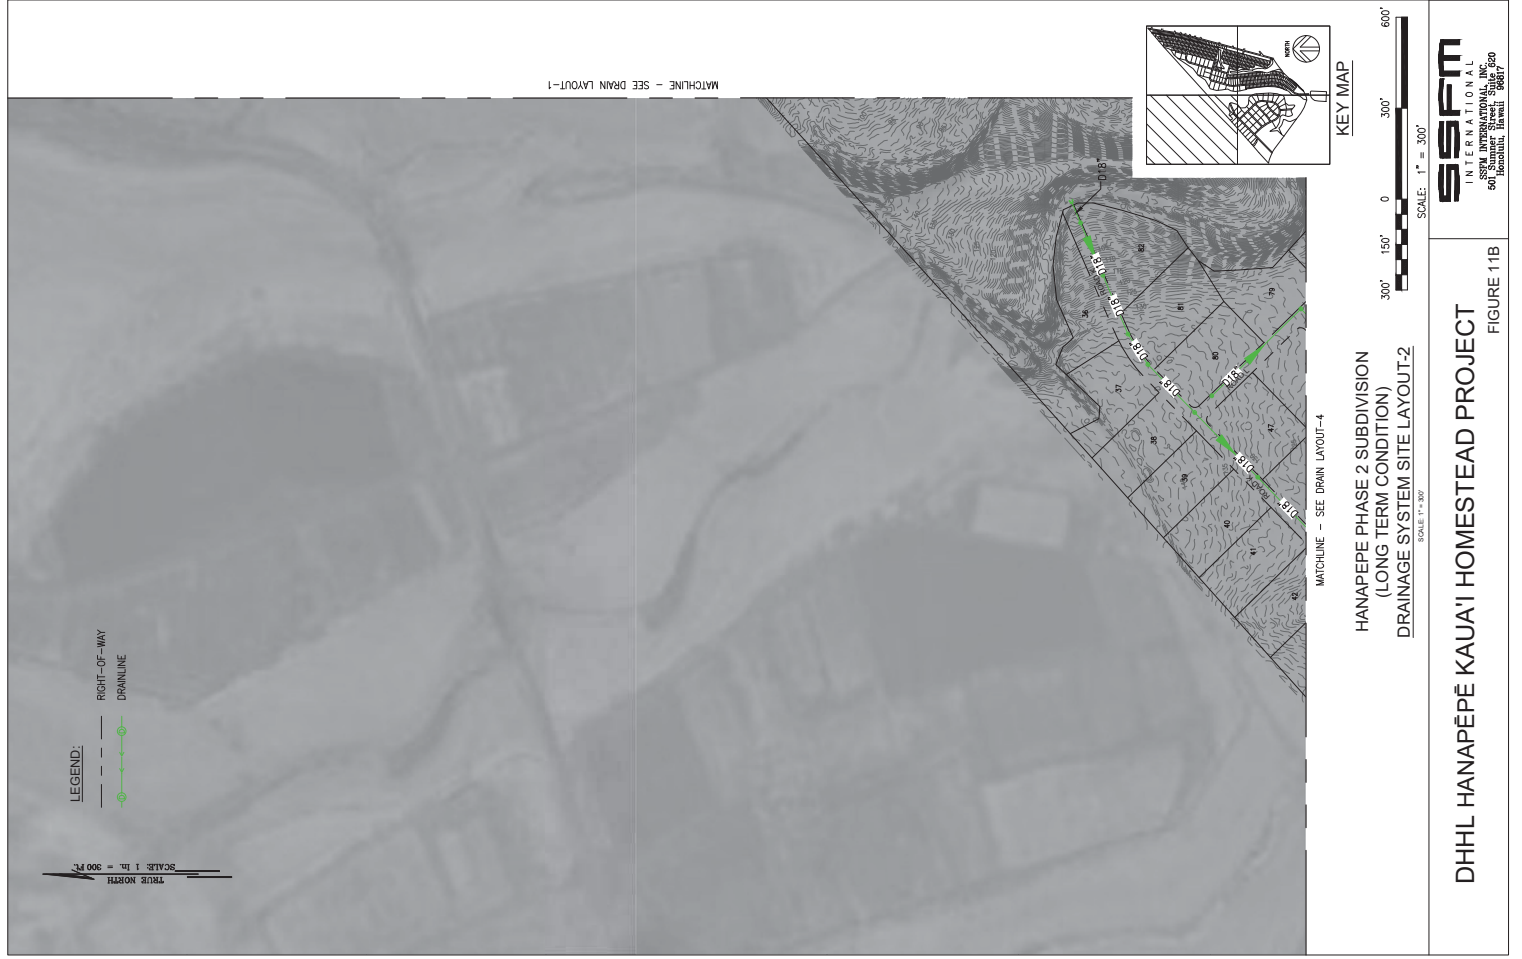 LEGEND:
RIGHT-OF-WAY
DRAINLINE
TRUE NORTH
SCALE: 1 In. = 300 Ft.
MATCHLINE - SEE DRAIN LAYOUT-1
D18"
D18"
D18"
D18"
D18"
D18"
D18"
D18"
36
37
38
39
40
41
42
47
79
80
81
82
MATCHLINE - SEE DRAIN LAYOUT-4
NORTH
KEY MAP
300' 150' 0 300' 600'
SCALE: 1" = 300'
HANAPEPE PHASE 2 SUBDIVISION
(LONG TERM CONDITION)
DRAINAGE SYSTEM SITE LAYOUT-2
SCALE: 1" = 300'
SSFM
INTERNATIONAL
SSFM INTERNATIONAL, INC.
501 Sumner Street, Suite 620
Honolulu, Hawaii 96817
DHHL HANAPĒPĒ KAUA'I HOMESTEAD PROJECT
FIGURE 11B